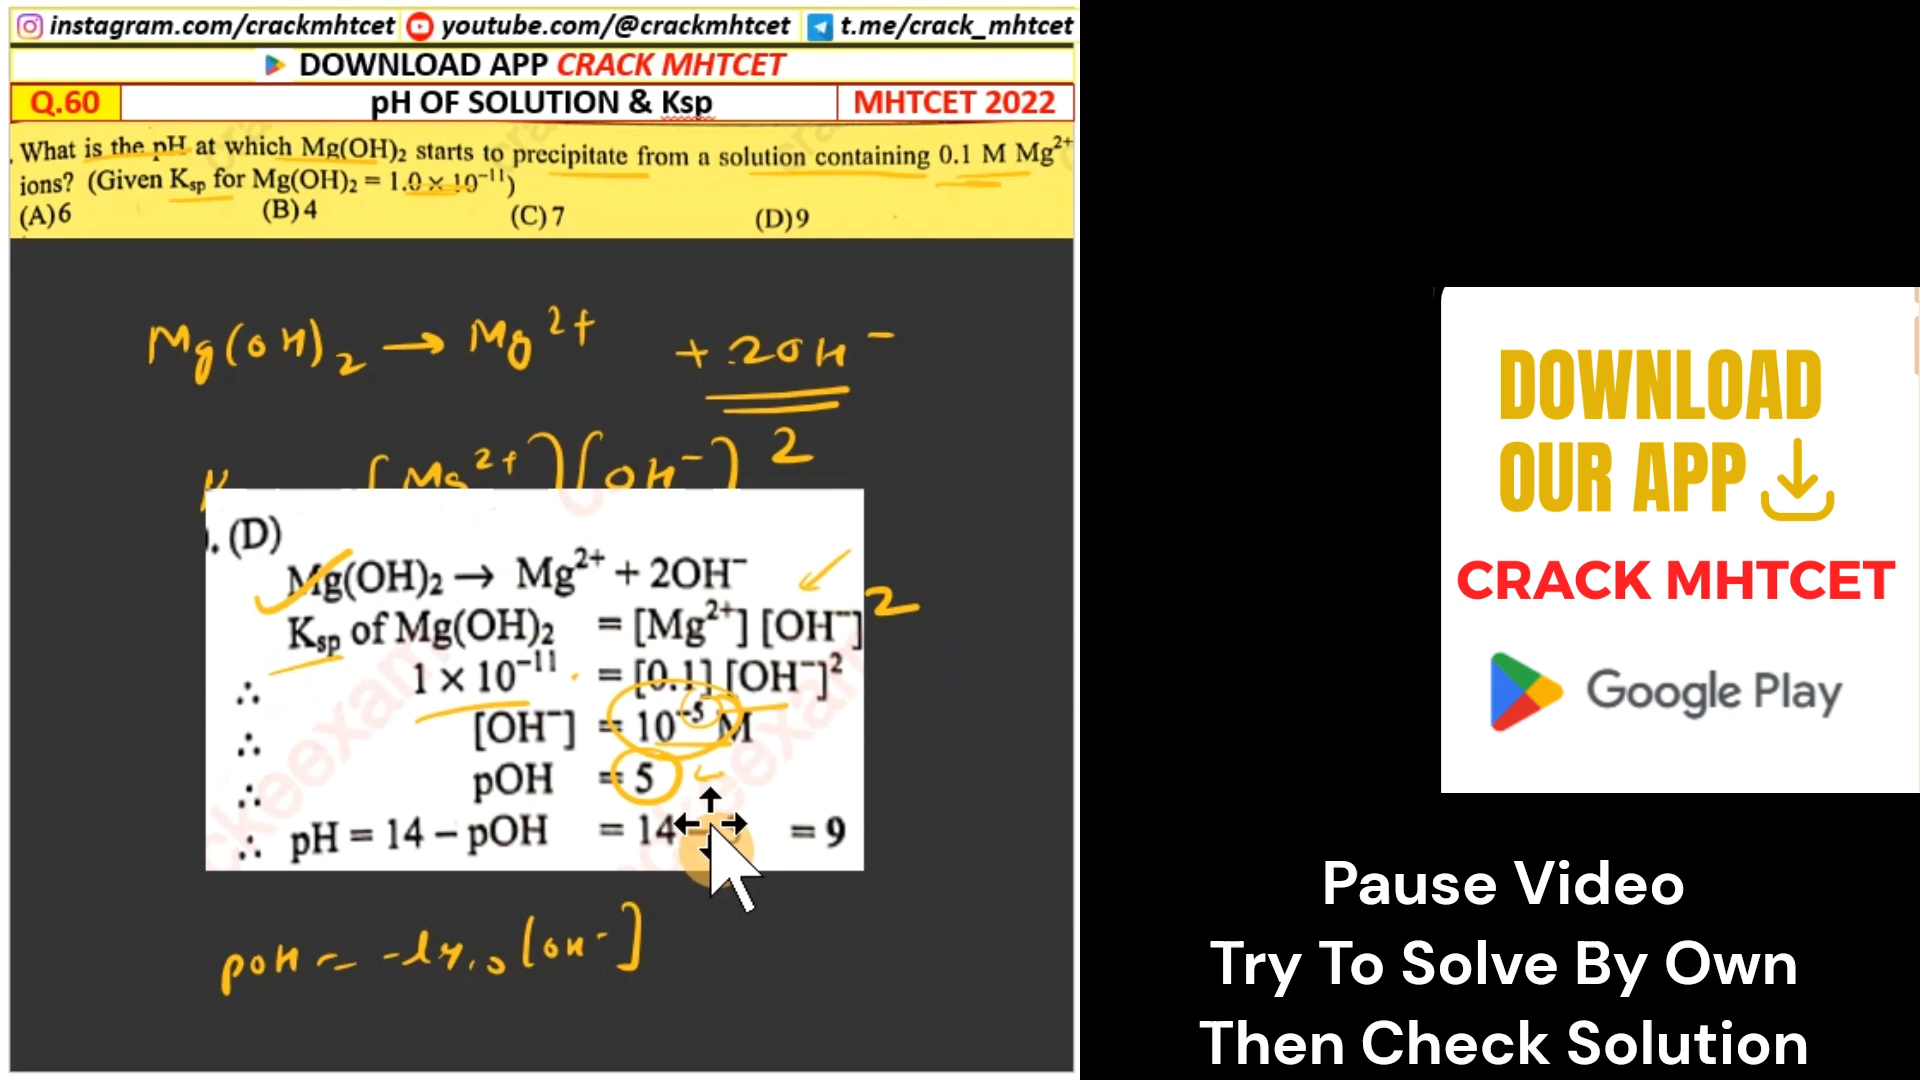 instagram.com/crackmhtcet youtube.com/@crackmhtcet t.me/crack_mhtcet
DOWNLOAD APP CRACK MHTCET
Q.60 pH OF SOLUTION & Ksp MHTCET 2022
What is the pH at which Mg(OH)₂ starts to precipitate from a solution containing 0.1 M Mg²⁺
ions? (Given Kₛₚ for Mg(OH)₂ = 1.0 × 10⁻¹¹)
(A) 6 (B) 4 (C) 7 (D) 9
Mg(OH)₂ → Mg²⁺ + 2OH⁻
[Mg²⁺][OH⁻]²
. (D)
Mg(OH)₂ → Mg²⁺ + 2OH⁻
Kₛₚ of Mg(OH)₂ = [Mg²⁺] [OH⁻]²
∴ 1 × 10⁻¹¹ = [0.1] [OH⁻]²
∴ [OH⁻] = 10⁻⁵ M
∴ pOH = 5
∴ pH = 14 – pOH = 14 = 9
pOH = -log₁₀[OH⁻]
DOWNLOAD
OUR APP
CRACK MHTCET
Google Play
Pause Video
Try To Solve By Own
Then Check Solution